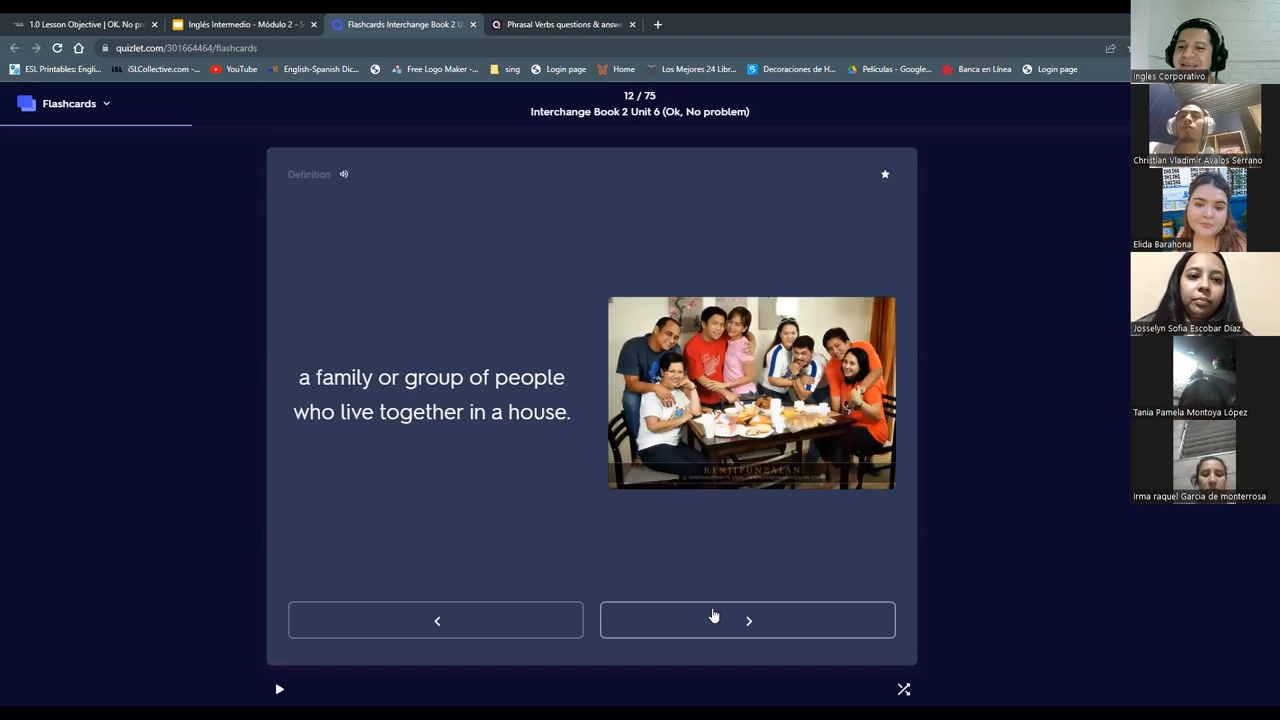 1.0 Lesson Objective | OK. No pr
Inglés Intermedio - Módulo 2 - S
Flashcards Interchange Book 2 U
Phrasal Verbs questions & answe
quizlet.com/301664464/flashcards
ESL Printables: Engli...
iSLCollective.com -...
YouTube
English-Spanish Dic...
Free Logo Maker -...
sing
Login page
Home
Los Mejores 24 Libr...
Decoraciones de H...
Películas - Google...
Banca en Línea
Login page
Flashcards
12 / 75
Interchange Book 2 Unit 6 (Ok, No problem)
Definition
a family or group of people
who live together in a house.
KENJIPUNZALAN
Ingles Corporativo
Christian Vladimir Avalos Serrano
Elida Barahona
Josselyn Sofia Escobar Díaz
Tania Pamela Montoya López
Irma raquel Garcia de monterrosa